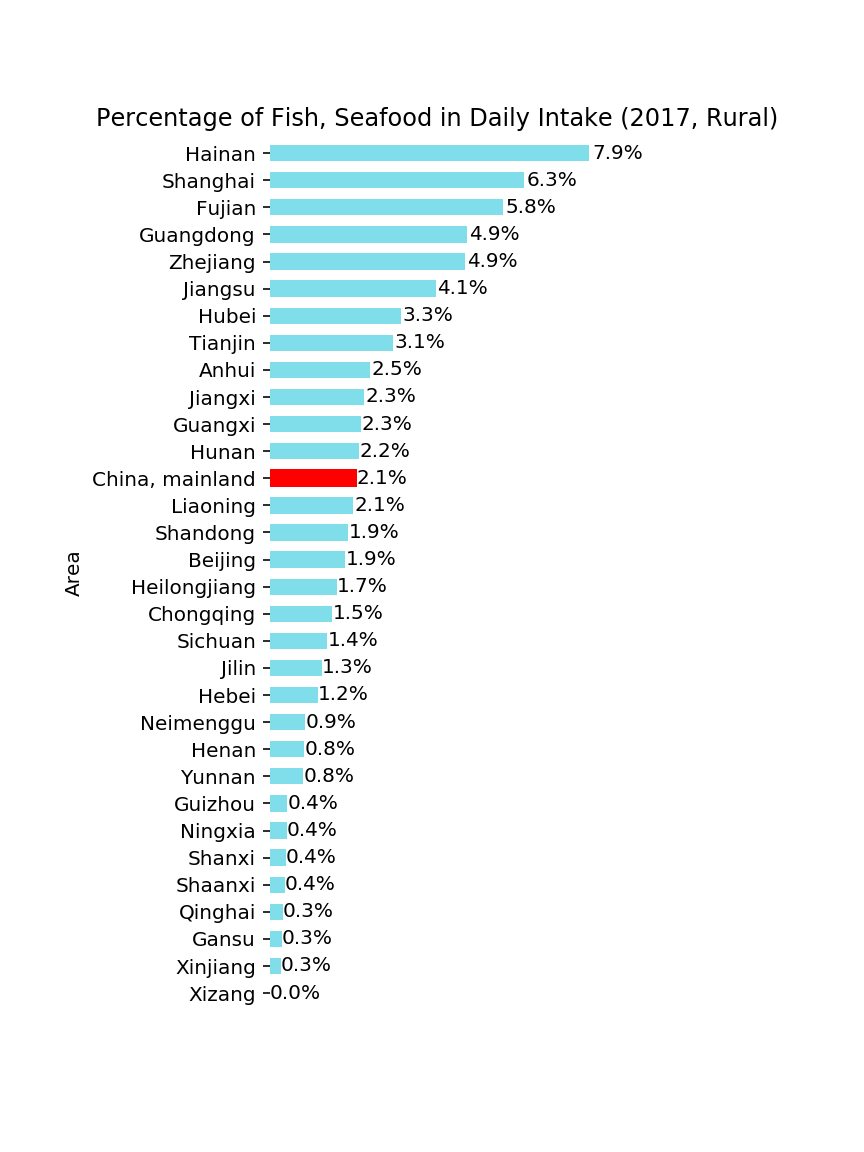 Percentage of Fish, Seafood in Daily Intake (2017, Rural)
Hainan 7.9%
Shanghai 6.3%
Fujian 5.8%
Guangdong 4.9%
Zhejiang 4.9%
Jiangsu 4.1%
Hubei 3.3%
Tianjin 3.1%
Anhui 2.5%
Jiangxi 2.3%
Guangxi 2.3%
Hunan 2.2%
China, mainland 2.1%
Liaoning 2.1%
Shandong 1.9%
Beijing 1.9%
Heilongjiang 1.7%
Chongqing 1.5%
Sichuan 1.4%
Jilin 1.3%
Hebei 1.2%
Neimenggu 0.9%
Henan 0.8%
Yunnan 0.8%
Guizhou 0.4%
Ningxia 0.4%
Shanxi 0.4%
Shaanxi 0.4%
Qinghai 0.3%
Gansu 0.3%
Xinjiang 0.3%
Xizang 0.0%
Area